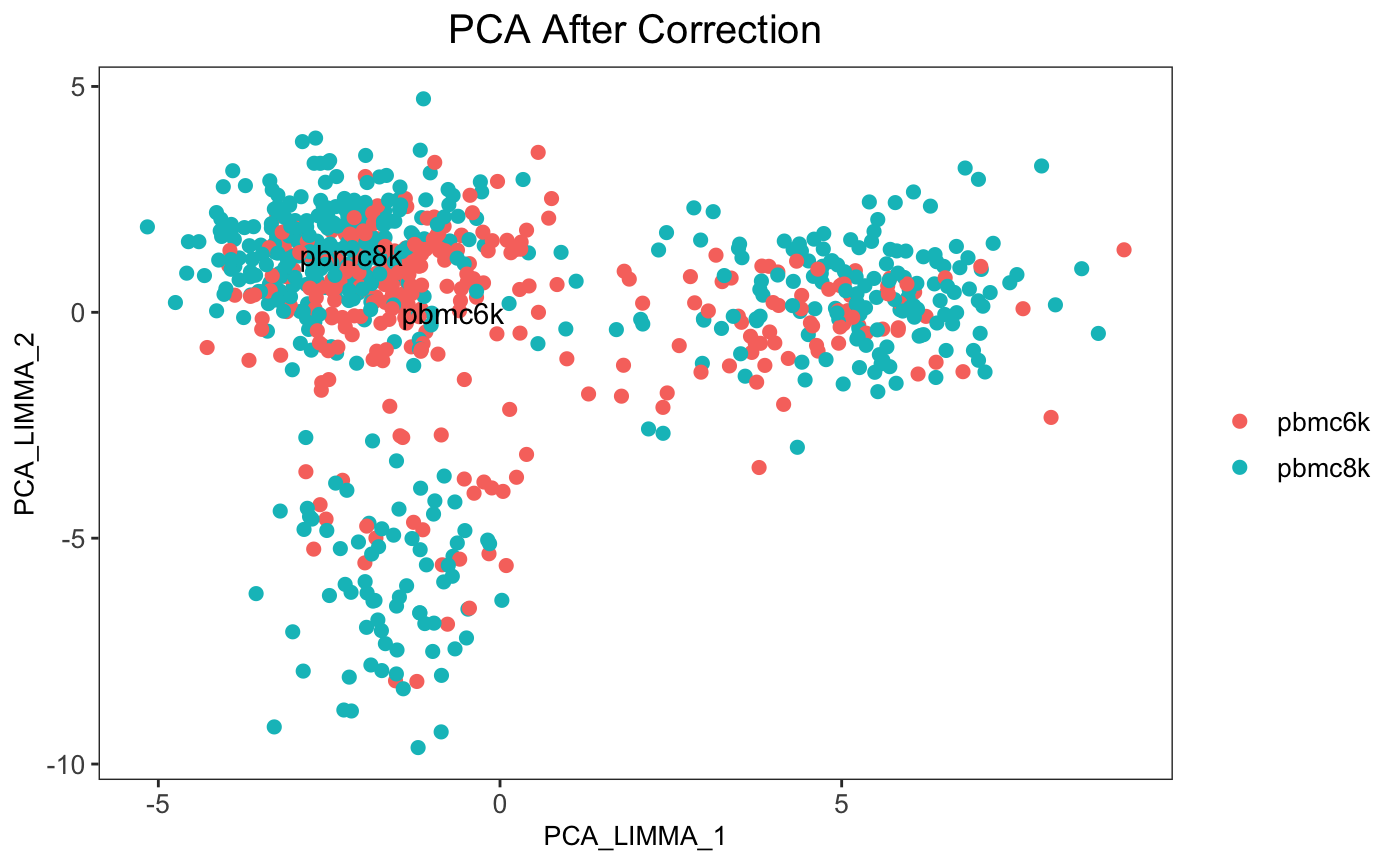 PCA After Correction
5
0
-5
-10
PCA_LIMMA_2
pbmc8k
pbmc6k
-5
0
5
PCA_LIMMA_1
pbmc6k
pbmc8k